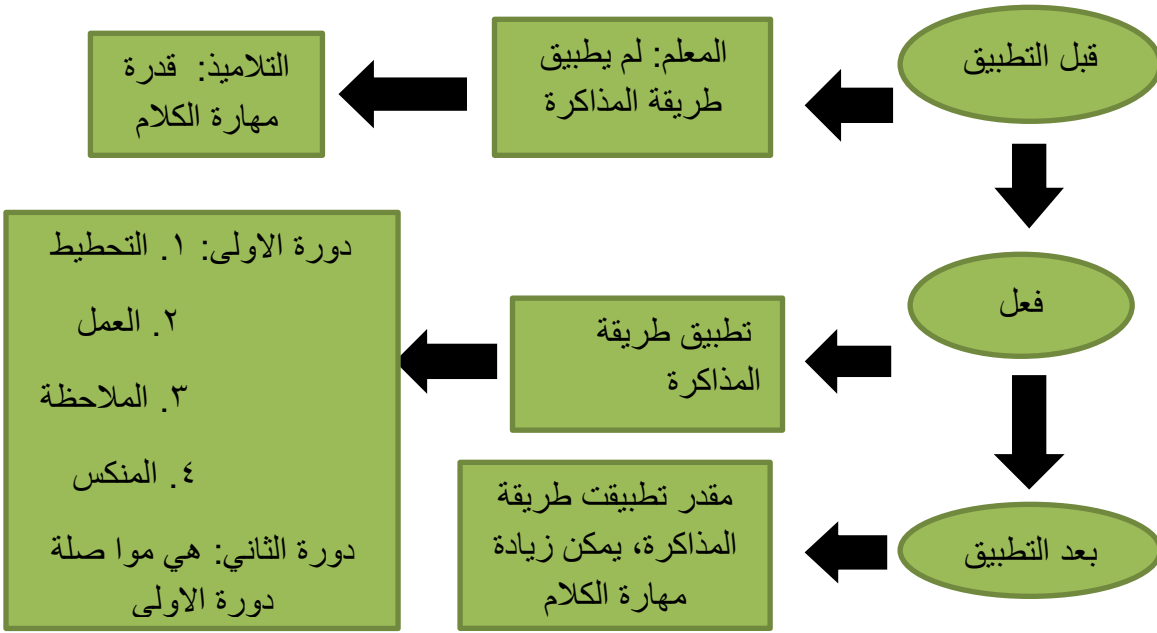 قبل التطبيق
المعلم: لم يطبيق
طريقة المذاكرة
التلاميذ: قدرة
مهارة الكلام
فعل
تطبيق طريقة
المذاكرة
دورة الاولى: ١. التحطيط
٢. العمل
٣. الملاحظة
٤. المنكس
دورة الثاني: هي موا صلة
دورة الاولى
بعد التطبيق
مقدر تطبيقت طريقة
المذاكرة، يمكن زيادة
مهارة الكلام